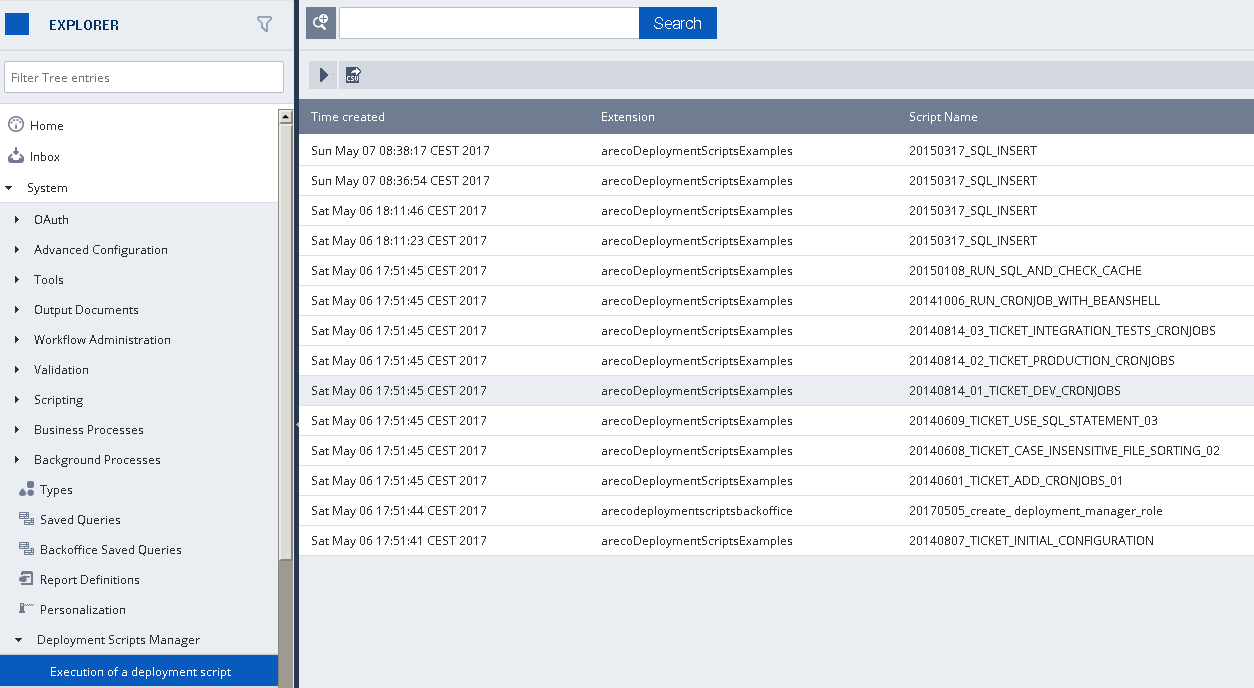 EXPLORER
Filter Tree entries
Home
Inbox
System
OAuth
Advanced Configuration
Tools
Output Documents
Workflow Administration
Validation
Scripting
Business Processes
Background Processes
Types
Saved Queries
Backoffice Saved Queries
Report Definitions
Personalization
Deployment Scripts Manager
Execution of a deployment script
Search
CSV
Time created Extension Script Name
Sun May 07 08:38:17 CEST 2017 arecoDeploymentScriptsExamples 20150317_SQL_INSERT
Sun May 07 08:36:54 CEST 2017 arecoDeploymentScriptsExamples 20150317_SQL_INSERT
Sat May 06 18:11:46 CEST 2017 arecoDeploymentScriptsExamples 20150317_SQL_INSERT
Sat May 06 18:11:23 CEST 2017 arecoDeploymentScriptsExamples 20150317_SQL_INSERT
Sat May 06 17:51:45 CEST 2017 arecoDeploymentScriptsExamples 20150108_RUN_SQL_AND_CHECK_CACHE
Sat May 06 17:51:45 CEST 2017 arecoDeploymentScriptsExamples 20141006_RUN_CRONJOB_WITH_BEANSHELL
Sat May 06 17:51:45 CEST 2017 arecoDeploymentScriptsExamples 20140814_03_TICKET_INTEGRATION_TESTS_CRONJOBS
Sat May 06 17:51:45 CEST 2017 arecoDeploymentScriptsExamples 20140814_02_TICKET_PRODUCTION_CRONJOBS
Sat May 06 17:51:45 CEST 2017 arecoDeploymentScriptsExamples 20140814_01_TICKET_DEV_CRONJOBS
Sat May 06 17:51:45 CEST 2017 arecoDeploymentScriptsExamples 20140609_TICKET_USE_SQL_STATEMENT_03
Sat May 06 17:51:45 CEST 2017 arecoDeploymentScriptsExamples 20140608_TICKET_CASE_INSENSITIVE_FILE_SORTING_02
Sat May 06 17:51:45 CEST 2017 arecoDeploymentScriptsExamples 20140601_TICKET_ADD_CRONJOBS_01
Sat May 06 17:51:44 CEST 2017 arecodeploymentscriptsbackoffice 20170505_create_ deployment_manager_role
Sat May 06 17:51:41 CEST 2017 arecoDeploymentScriptsExamples 20140807_TICKET_INITIAL_CONFIGURATION